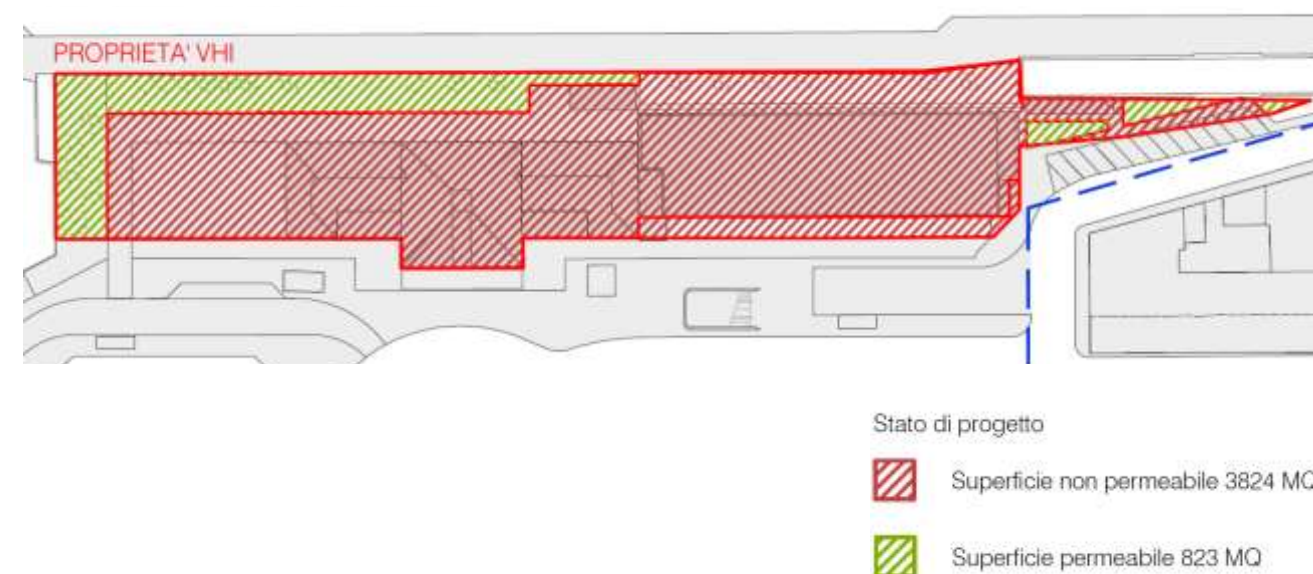 PROPRIETA' VHI
Stato di progetto
Superficie non permeabile 3824 MQ
Superficie permeabile 823 MQ